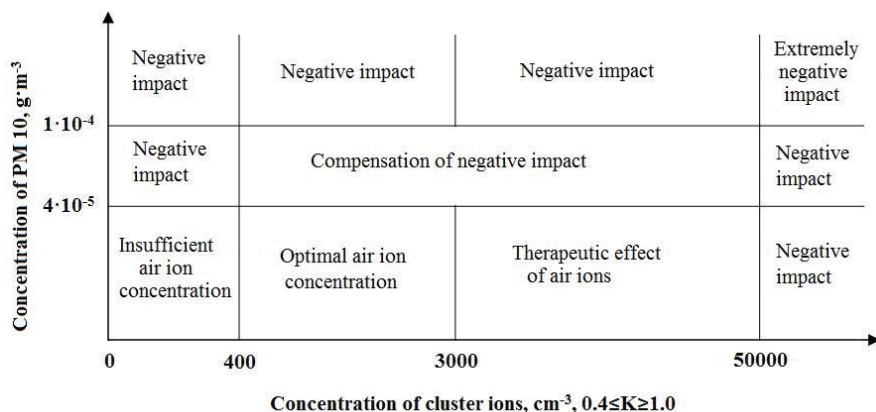 Negative
impact
Negative impact
Negative impact
Extremely
negative
impact
1·10⁻⁴
Negative
impact
Compensation of negative impact
Negative
impact
4·10⁻⁵
Insufficient
air ion
concentration
Optimal air ion
concentration
Therapeutic effect
of air ions
Negative
impact
Concentration of PM 10, g·m⁻³
0
400
3000
50000
Concentration of cluster ions, cm⁻³, 0.4≤K≥1.0